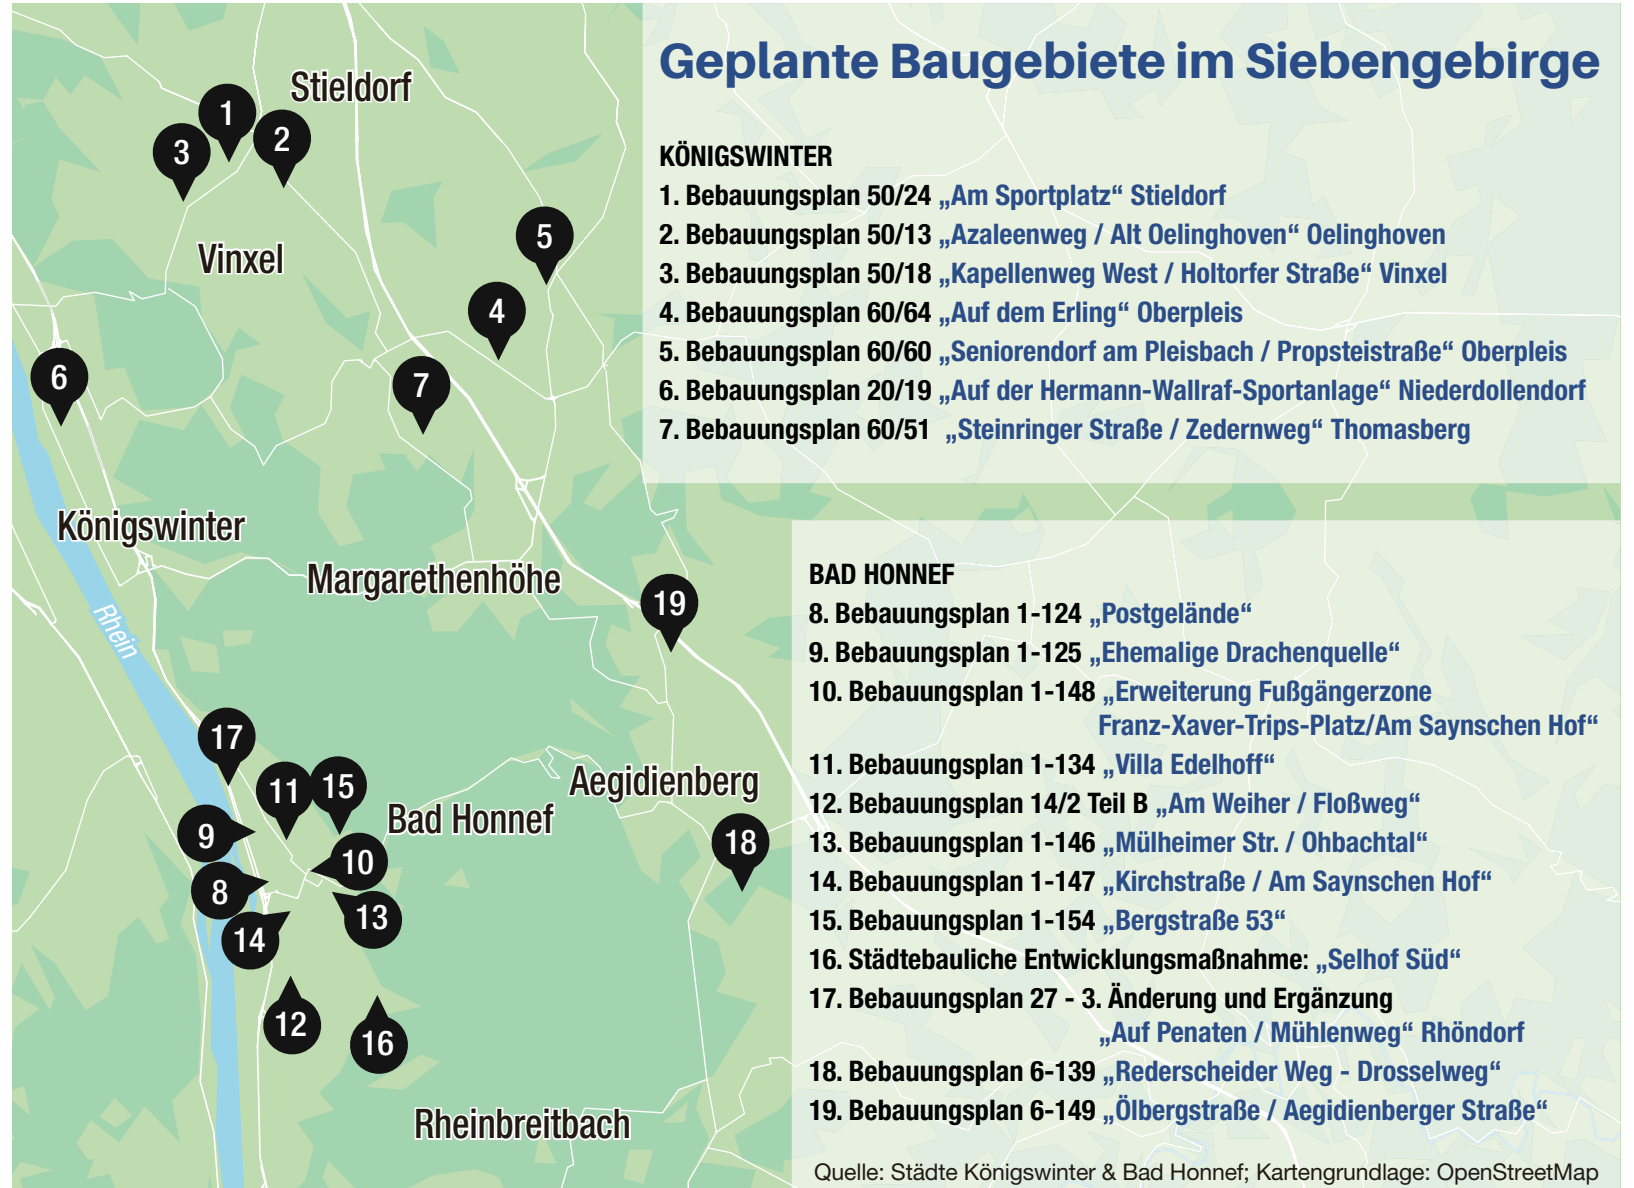 Geplante Baugebiete im Siebengebirge
KÖNIGSWINTER
1. Bebauungsplan 50/24 „Am Sportplatz“ Stieldorf
2. Bebauungsplan 50/13 „Azaleenweg / Alt Oelinghoven“ Oelinghoven
3. Bebauungsplan 50/18 „Kapellenweg West / Holtorfer Straße“ Vinxel
4. Bebauungsplan 60/64 „Auf dem Erling“ Oberpleis
5. Bebauungsplan 60/60 „Seniorendorf am Pleisbach / Propsteistraße“ Oberpleis
6. Bebauungsplan 20/19 „Auf der Hermann-Wallraf-Sportanlage“ Niederdollendorf
7. Bebauungsplan 60/51 „Steinringer Straße / Zedernweg“ Thomasberg
BAD HONNEF
8. Bebauungsplan 1-124 „Postgelände“
9. Bebauungsplan 1-125 „Ehemalige Drachenquelle“
10. Bebauungsplan 1-148 „Erweiterung Fußgängerzone
Franz-Xaver-Trips-Platz/Am Saynschen Hof“
11. Bebauungsplan 1-134 „Villa Edelhoff“
12. Bebauungsplan 14/2 Teil B „Am Weiher / Floßweg“
13. Bebauungsplan 1-146 „Mülheimer Str. / Ohbachtal“
14. Bebauungsplan 1-147 „Kirchstraße / Am Saynschen Hof“
15. Bebauungsplan 1-154 „Bergstraße 53“
16. Städtebauliche Entwicklungsmaßnahme: „Selhof Süd“
17. Bebauungsplan 27 - 3. Änderung und Ergänzung
„Auf Penaten / Mühlenweg“ Rhöndorf
18. Bebauungsplan 6-139 „Rederscheider Weg - Drosselweg“
19. Bebauungsplan 6-149 „Ölbergstraße / Aegidienberger Straße“
Quelle: Städte Königswinter & Bad Honnef; Kartengrundlage: OpenStreetMap
Stieldorf
1
2
3
Vinxel
5
4
6
7
Königswinter
Margarethenhöhe
19
Rhein
17
11
15
Aegidienberg
Bad Honnef
9
18
10
8
13
14
12
16
Rheinbreitbach